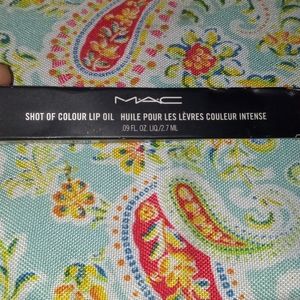 MAC
SHOT OF COLOUR LIP OIL HUILE POUR LES LÈVRES COULEUR INTENSE
.09 FL. OZ. LIQ./2.7 ML